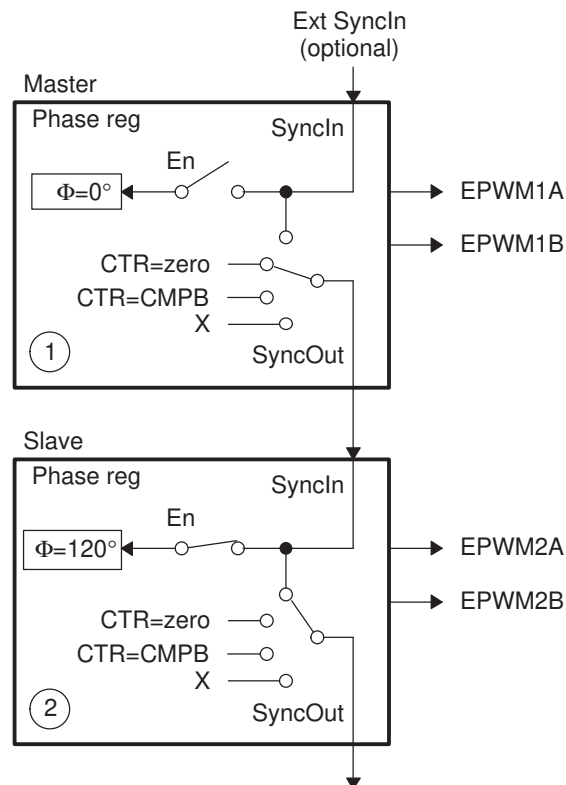 Ext SyncIn
(optional)
Master
Phase reg
SyncIn
En
Φ=0°
EPWM1A
EPWM1B
CTR=zero
CTR=CMPB
X
1
SyncOut
Slave
Phase reg
SyncIn
En
Φ=120°
EPWM2A
EPWM2B
CTR=zero
CTR=CMPB
X
2
SyncOut